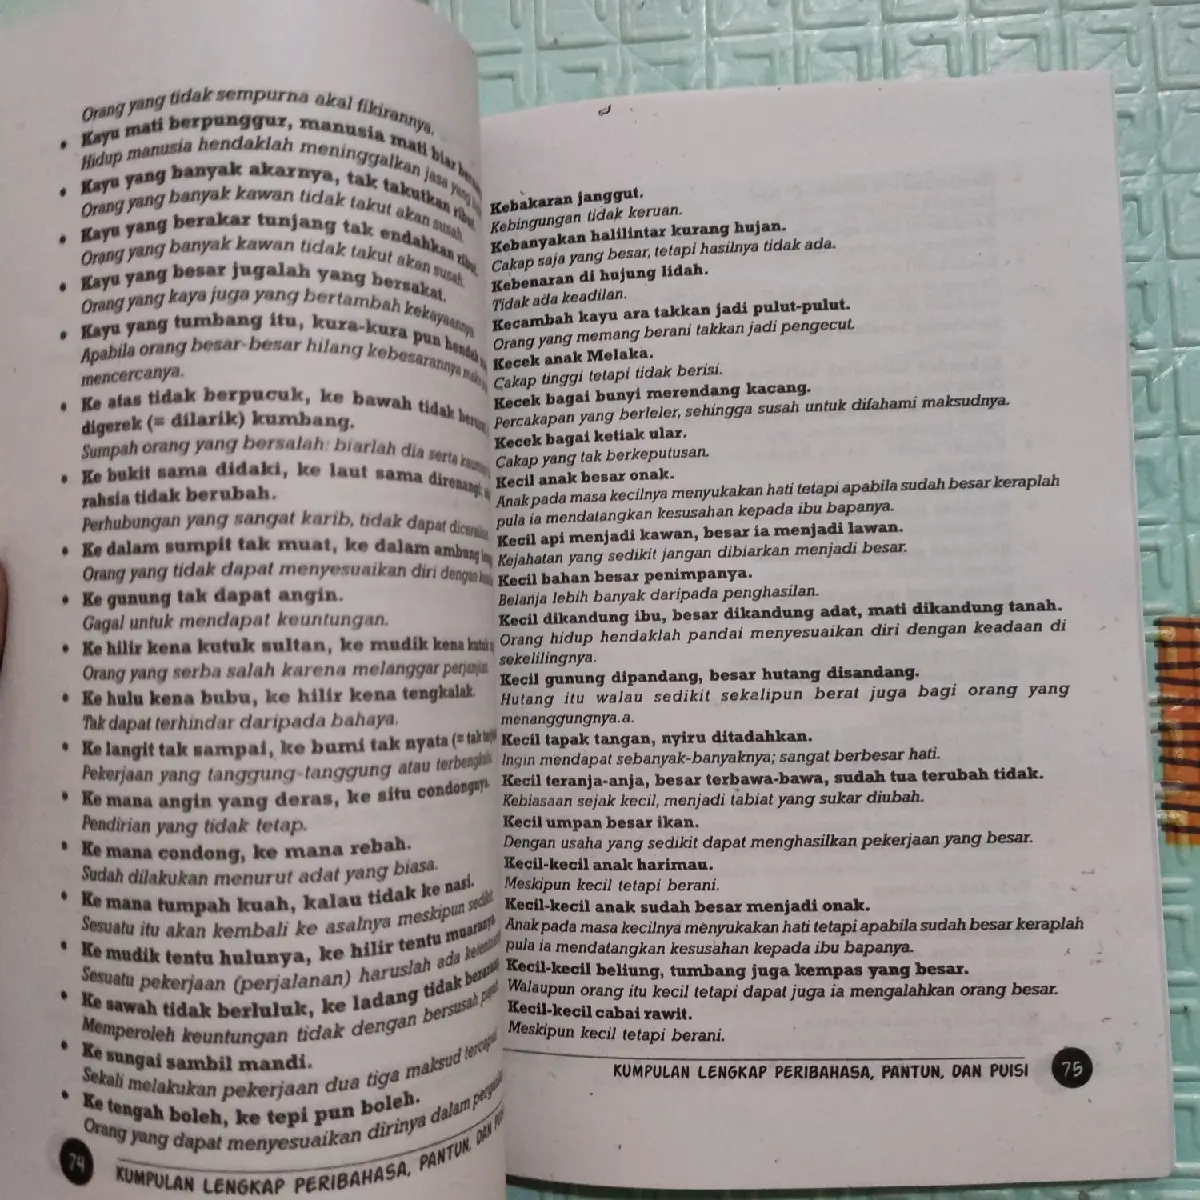 Orang yang tidak sempurna akal fikirannya.
• Kayu mati berpunggur, manusia mati biar
Hidup manusia hendaklah meninggalkan jasa yang
• Kayu yang banyak akarnya, tak takutkan ribut.
Orang yang banyak kawan tidak takut akan susah.
• Kayu yang berakar tunjang tak endahkan ribut.
Orang yang banyak kawan tidak takut akan susah.
• Kayu yang besar jugalah yang bersakat.
Orang yang kaya juga yang bertambah kekayaannya.
• Kayu yang tumbang itu, kura-kura pun hendak
Apabila orang besar-besar hilang kebesarannya
mencercanya.
• Ke atas tidak berpucuk, ke bawah tidak
digerek (= dilarik) kumbang.
Sumpah orang yang bersalah: biarlah dia serta
• Ke bukit sama didaki, ke laut sama direnangi,
rahsia tidak berubah.
Perhubungan yang sangat karib, tidak dapat
• Ke dalam sumpit tak muat, ke dalam ambung
Orang yang tidak dapat menyesuaikan diri dengan
• Ke gunung tak dapat angin.
Gagal untuk mendapat keuntungan.
• Ke hilir kena kutuk sultan, ke mudik kena
Orang yang serba salah karena melanggar perjanjian.
• Ke hulu kena bubu, ke hilir kena tengkalak.
Tak dapat terhindar daripada bahaya.
• Ke langit tak sampai, ke bumi tak nyata (= tak
Pekerjaan yang tanggung-tanggung atau
• Ke mana angin yang deras, ke situ condongnya.
Pendirian yang tidak tetap.
• Ke mana condong, ke mana rebah.
Sudah dilakukan menurut adat yang biasa.
• Ke mana tumpah kuah, kalau tidak ke nasi.
Sesuatu itu akan kembali ke asalnya meskipun
• Ke mudik tentu hulunya, ke hilir tentu muaranya.
Sesuatu pekerjaan (perjalanan) haruslah ada
• Ke sawah tidak berluluk, ke ladang tidak
Memperoleh keuntungan tidak dengan bersusah
• Ke sungai sambil mandi.
Sekali melakukan pekerjaan dua tiga maksud
• Ke tengah boleh, ke tepi pun boleh.
Orang yang dapat menyesuaikan dirinya dalam
74 KUMPULAN LENGKAP PERIBAHASA, PANTUN, DAN
Kebakaran janggut.
Kebingungan tidak keruan.
Kebanyakan halilintar kurang hujan.
Cakap saja yang besar, tetapi hasilnya tidak ada.
Kebenaran di hujung lidah.
Tidak ada keadilan.
Kecambah kayu ara takkan jadi pulut-pulut.
Orang yang memang berani takkan jadi pengecut.
Kecek anak Melaka.
Cakap tinggi tetapi tidak berisi.
Kecek bagai bunyi merendang kacang.
Percakapan yang berleler, sehingga susah untuk difahami maksudnya.
Kecek bagai ketiak ular.
Cakap yang tak berkeputusan.
Kecil anak besar onak.
Anak pada masa kecilnya menyukakan hati tetapi apabila sudah besar keraplah
pula ia mendatangkan kesusahan kepada ibu bapanya.
Kecil api menjadi kawan, besar ia menjadi lawan.
Kejahatan yang sedikit jangan dibiarkan menjadi besar.
Kecil bahan besar penimpanya.
Belanja lebih banyak daripada penghasilan.
Kecil dikandung ibu, besar dikandung adat, mati dikandung tanah.
Orang hidup hendaklah pandai menyesuaikan diri dengan keadaan di
sekelilingnya.
Kecil gunung dipandang, besar hutang disandang.
Hutang itu walau sedikit sekalipun berat juga bagi orang yang
menanggungnya.a.
Kecil tapak tangan, nyiru ditadahkan.
Ingin mendapat sebanyak-banyaknya; sangat berbesar hati.
Kecil teranja-anja, besar terbawa-bawa, sudah tua terubah tidak.
Kebiasaan sejak kecil, menjadi tabiat yang sukar diubah.
Kecil umpan besar ikan.
Dengan usaha yang sedikit dapat menghasilkan pekerjaan yang besar.
Kecil-kecil anak harimau.
Meskipun kecil tetapi berani.
Kecil-kecil anak sudah besar menjadi onak.
Anak pada masa kecilnya menyukakan hati tetapi apabila sudah besar keraplah
pula ia mendatangkan kesusahan kepada ibu bapanya.
Kecil-kecil beliung, tumbang juga kempas yang besar.
Walaupun orang itu kecil tetapi dapat juga ia mengalahkan orang besar.
Kecil-kecil cabai rawit.
Meskipun kecil tetapi berani.
KUMPULAN LENGKAP PERIBAHASA, PANTUN, DAN PUISI 75